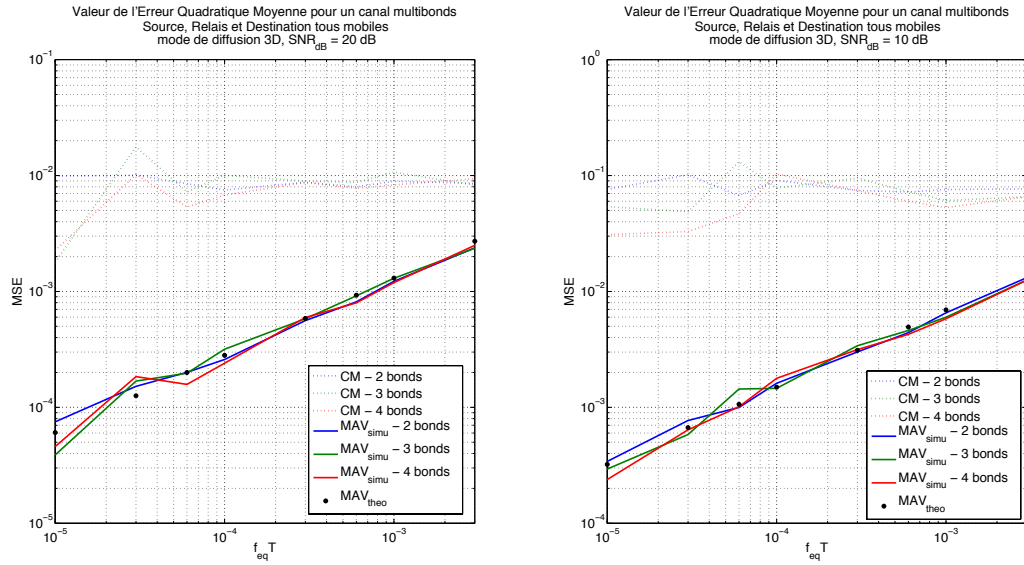 Valeur de l'Erreur Quadratique Moyenne pour un canal multibonds
Source, Relais et Destination tous mobiles
mode de diffusion 3D, SNR_dB = 20 dB
10^−1
10^−2
10^−3
10^−4
10^−5
MSE
10^−5
10^−4
10^−3
f_eq T
CM − 2 bonds
CM − 3 bonds
CM − 4 bonds
MAV_simu − 2 bonds
MAV_simu − 3 bonds
MAV_simu − 4 bonds
MAV_theo
Valeur de l'Erreur Quadratique Moyenne pour un canal multibonds
Source, Relais et Destination tous mobiles
mode de diffusion 3D, SNR_dB = 10 dB
10^0
10^−1
10^−2
10^−3
10^−4
MSE
10^−5
10^−4
10^−3
f_eq T
CM − 2 bonds
CM − 3 bonds
CM − 4 bonds
MAV_simu − 2 bonds
MAV_simu − 3 bonds
MAV_simu − 4 bonds
MAV_theo